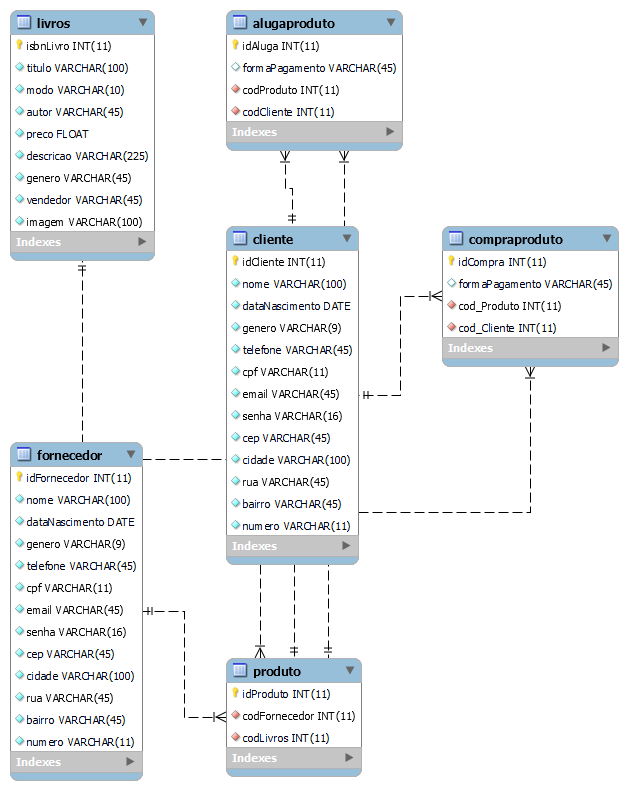 livros
isbnLivro INT(11)
titulo VARCHAR(100)
modo VARCHAR(10)
autor VARCHAR(45)
preco FLOAT
descricao VARCHAR(225)
genero VARCHAR(45)
vendedor VARCHAR(45)
imagem VARCHAR(100)
Indexes
alugaproduto
idAluga INT(11)
formaPagamento VARCHAR(45)
codProduto INT(11)
codCliente INT(11)
Indexes
cliente
idCliente INT(11)
nome VARCHAR(100)
dataNascimento DATE
genero VARCHAR(9)
telefone VARCHAR(45)
cpf VARCHAR(11)
email VARCHAR(45)
senha VARCHAR(16)
cep VARCHAR(45)
cidade VARCHAR(100)
rua VARCHAR(45)
bairro VARCHAR(45)
numero VARCHAR(11)
Indexes
compraproduto
idCompra INT(11)
formaPagamento VARCHAR(45)
cod_Produto INT(11)
cod_Cliente INT(11)
Indexes
fornecedor
idFornecedor INT(11)
nome VARCHAR(100)
dataNascimento DATE
genero VARCHAR(9)
telefone VARCHAR(45)
cpf VARCHAR(11)
email VARCHAR(45)
senha VARCHAR(16)
cep VARCHAR(45)
cidade VARCHAR(100)
rua VARCHAR(45)
bairro VARCHAR(45)
numero VARCHAR(11)
Indexes
produto
idProduto INT(11)
codFornecedor INT(11)
codLivros INT(11)
Indexes